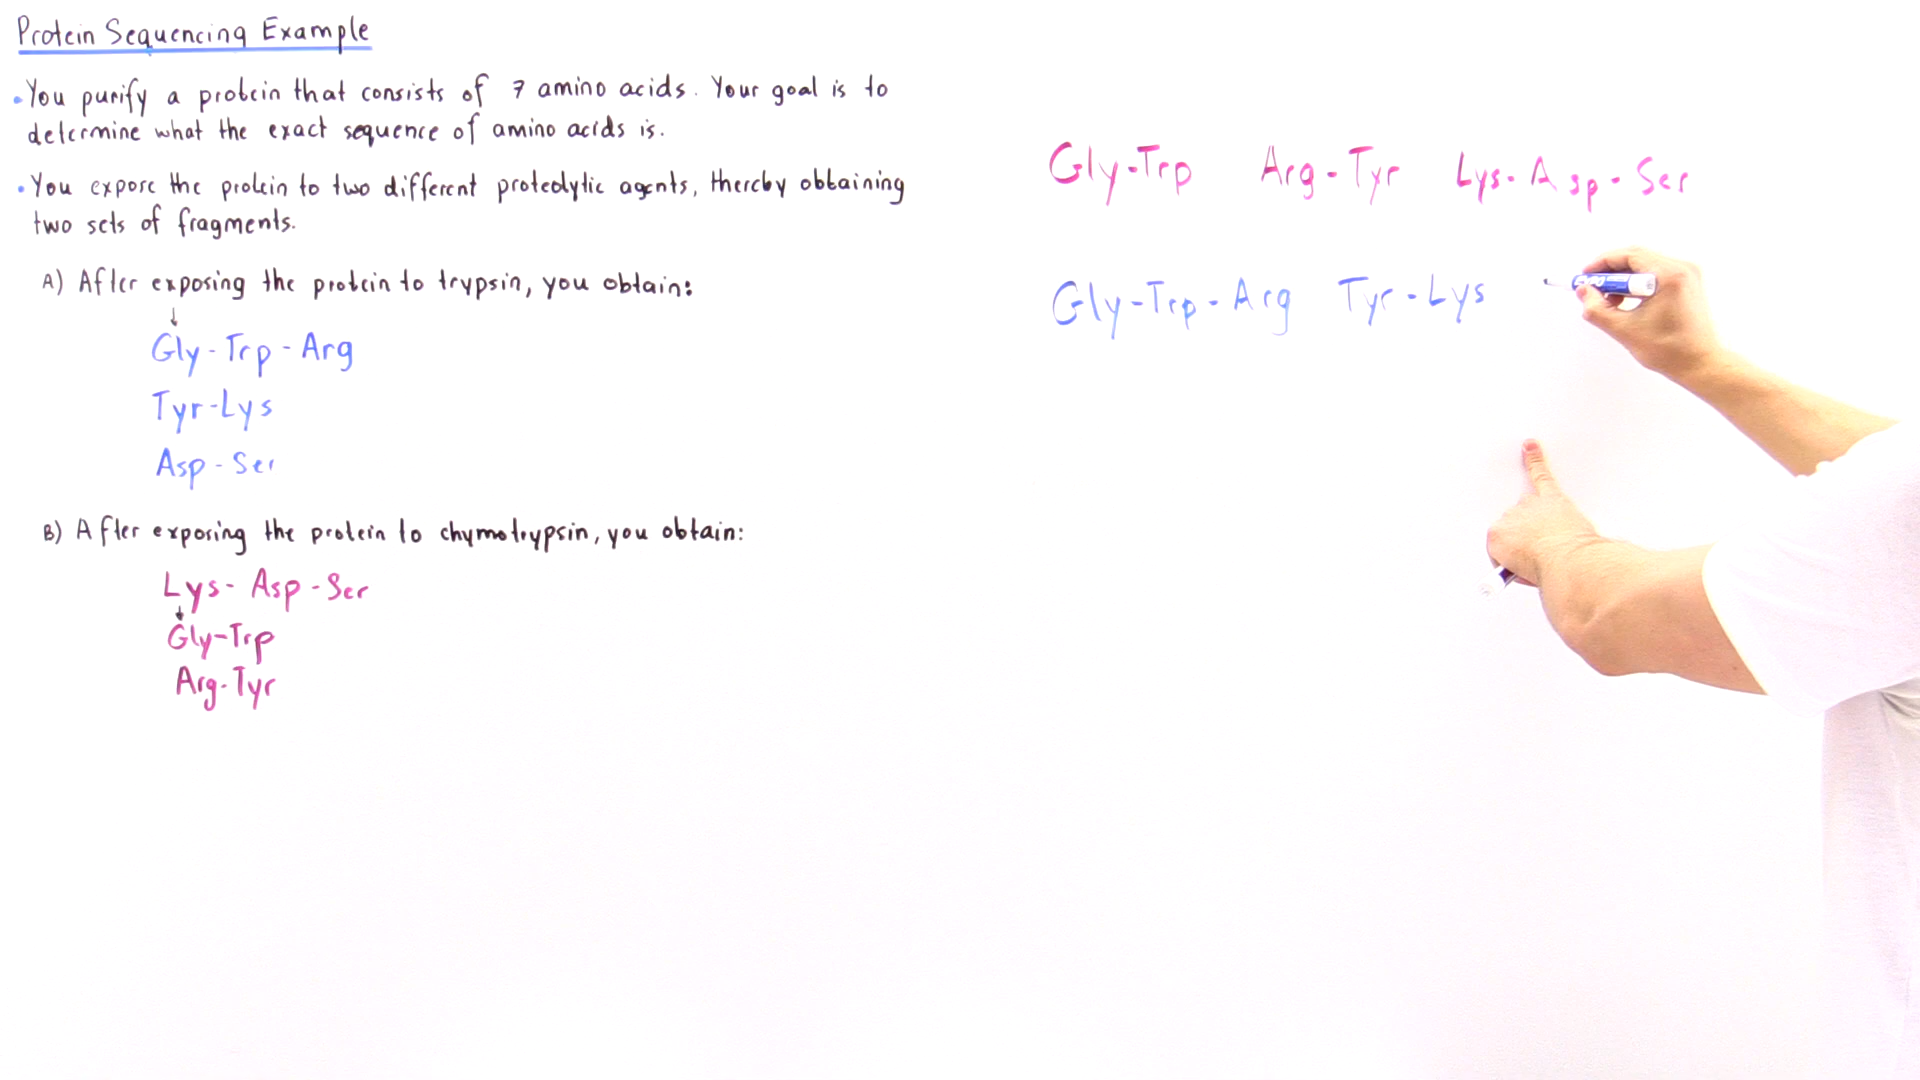 Protein Sequencing Example
• You purify a protein that consists of 7 amino acids. Your goal is to
determine what the exact sequence of amino acids is.
• You expose the protein to two different proteolytic agents, thereby obtaining
two sets of fragments.
A) After exposing the protein to trypsin, you obtain:
↓
Gly-Trp-Arg
Tyr-Lys
Asp-Ser
B) After exposing the protein to chymotrypsin, you obtain:
Lys-Asp-Ser
↓
Gly-Trp
Arg-Tyr
Gly-Trp Arg-Tyr Lys-Asp-Ser
Gly-Trp-Arg Tyr-Lys